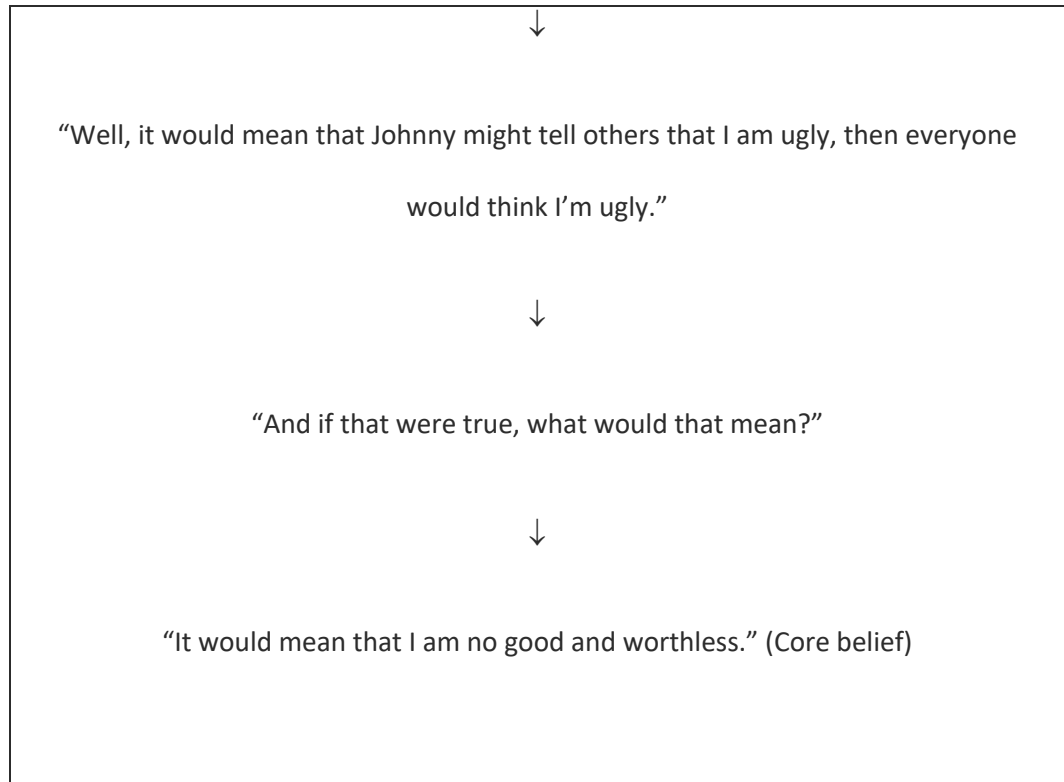 ↓
“Well, it would mean that Johnny might tell others that I am ugly, then everyone
would think I’m ugly.”
↓
“And if that were true, what would that mean?”
↓
“It would mean that I am no good and worthless.” (Core belief)